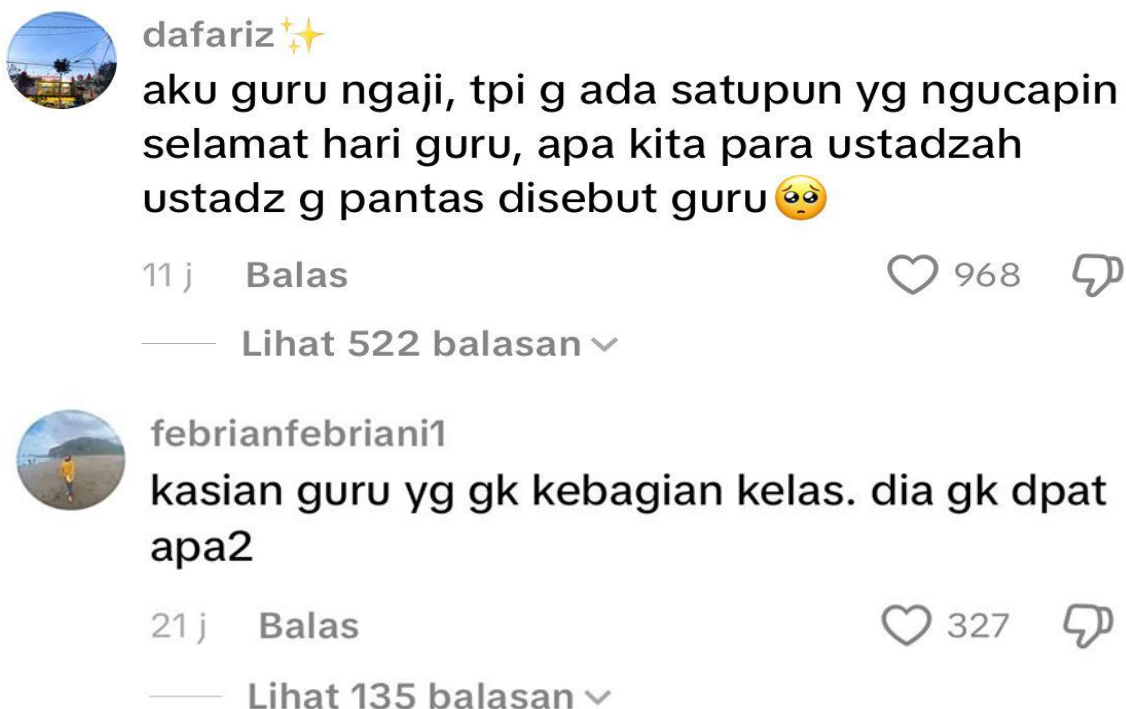 dafariz✨
aku guru ngaji, tpi g ada satupun yg ngucapin
selamat hari guru, apa kita para ustadzah
ustadz g pantas disebut guru🥺
11 j Balas 968
Lihat 522 balasan
febrianfebriani1
kasian guru yg gk kebagian kelas. dia gk dpat
apa2
21 j Balas 327
Lihat 135 balasan